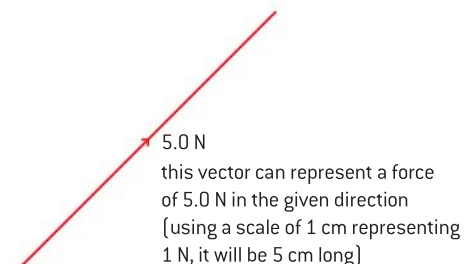 5.0 N
this vector can represent a force
of 5.0 N in the given direction
(using a scale of 1 cm representing
1 N, it will be 5 cm long)